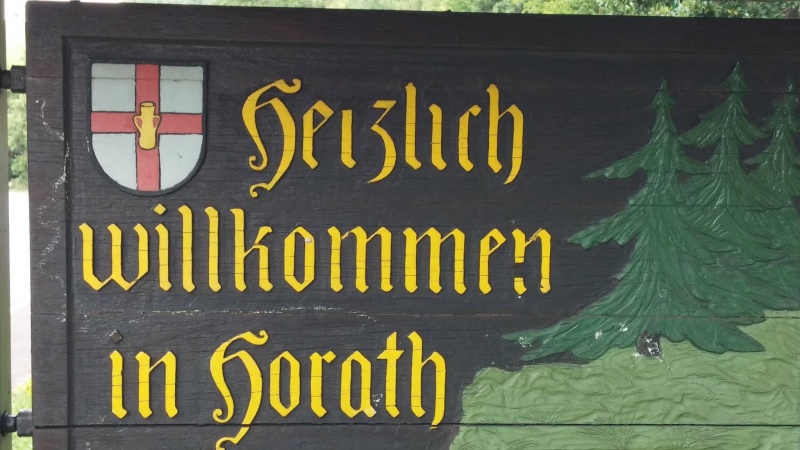 Herzlich
willkommen
in Horath